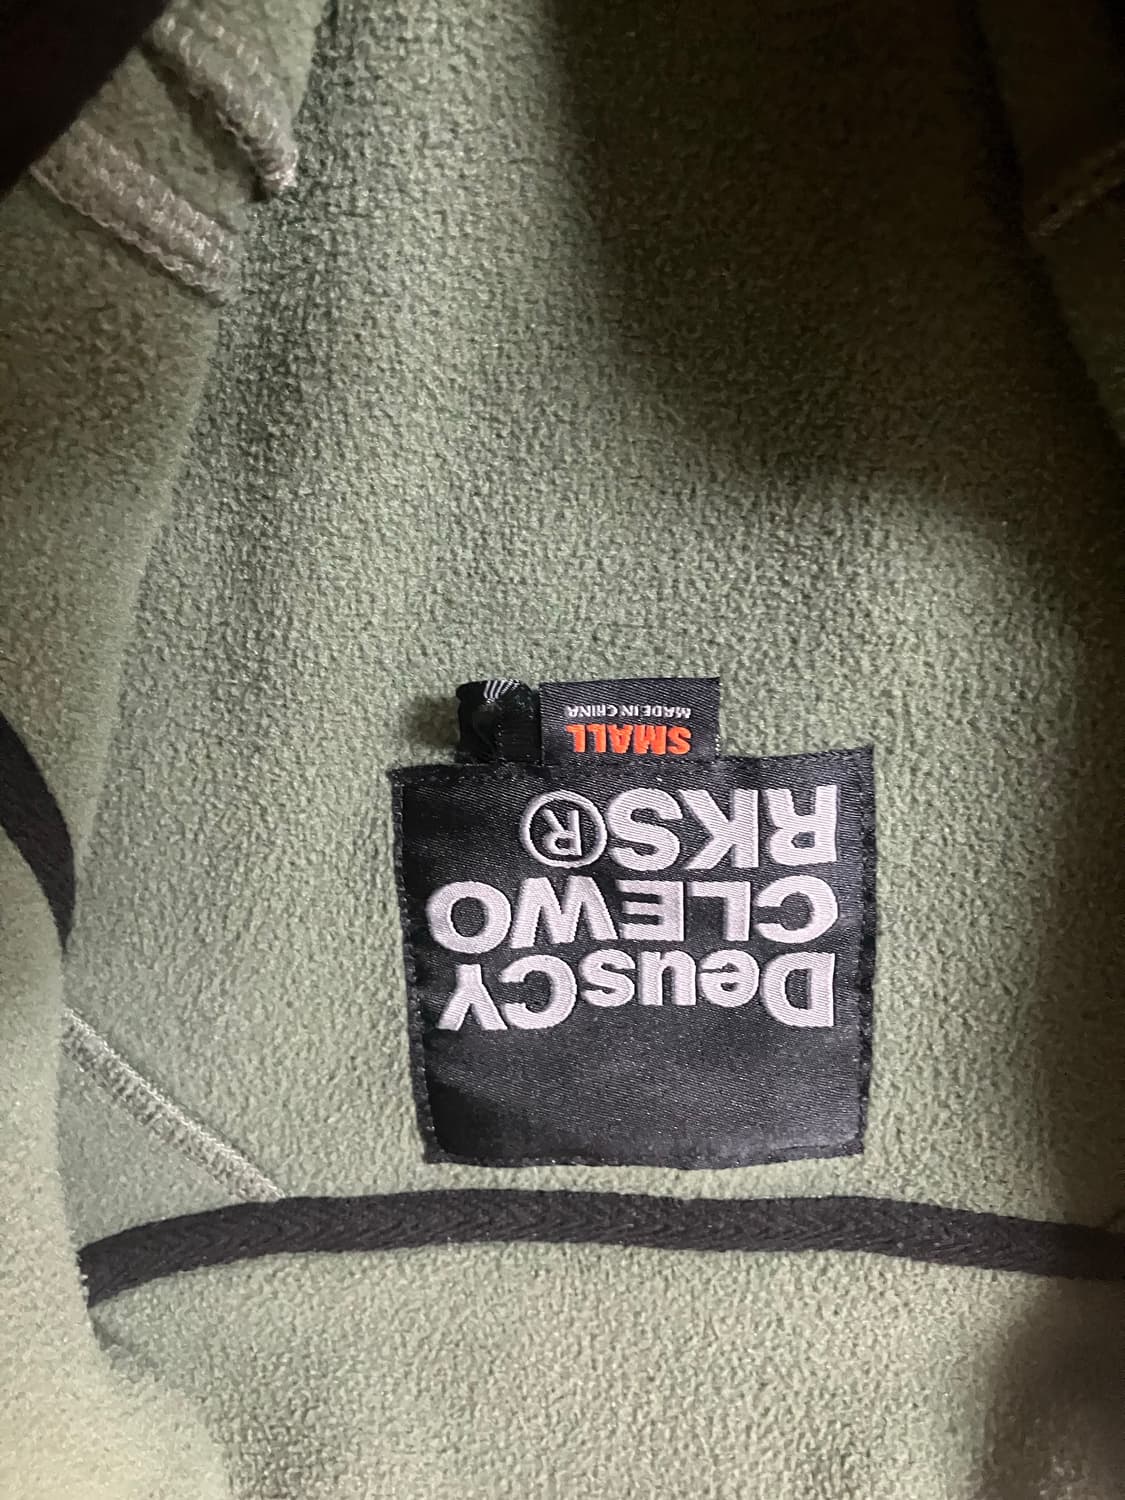 DeusCY
CLEWO
RKS®
SMALL
MADE IN CHINA